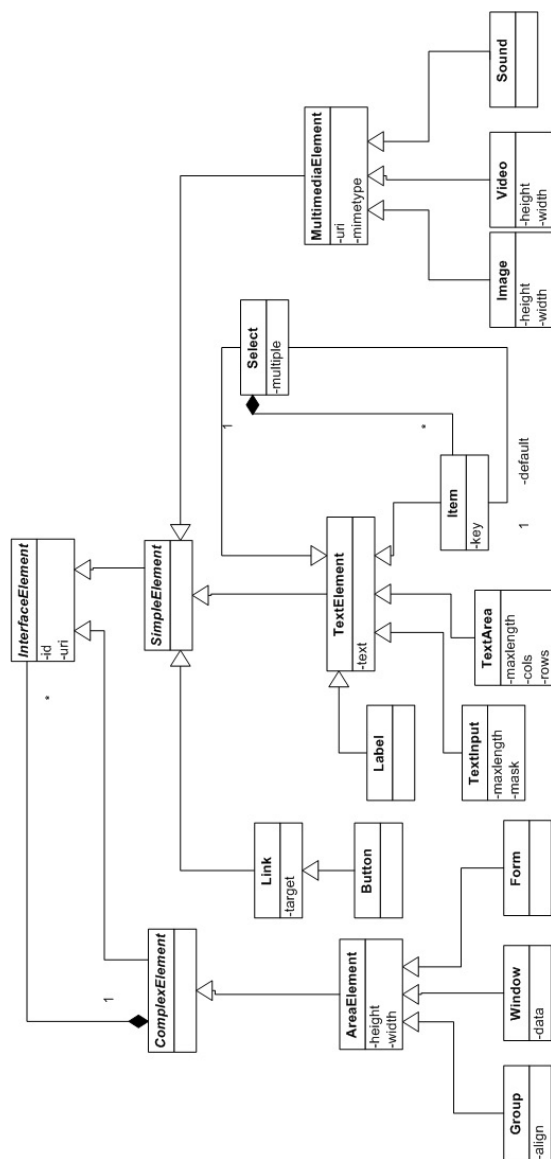 InterfaceElement
-id
-uri
*
1
ComplexElement
SimpleElement
AreaElement
-height
-width
Group
-align
Window
-data
Form
Link
-target
Button
Label
TextElement
-text
TextInput
-maxlength
-mask
TextArea
-maxlength
-cols
-rows
Item
-key
1
*
Select
-multiple
1
-default
MultimediaElement
-uri
-mimetype
Image
-height
-width
Video
-height
-width
Sound